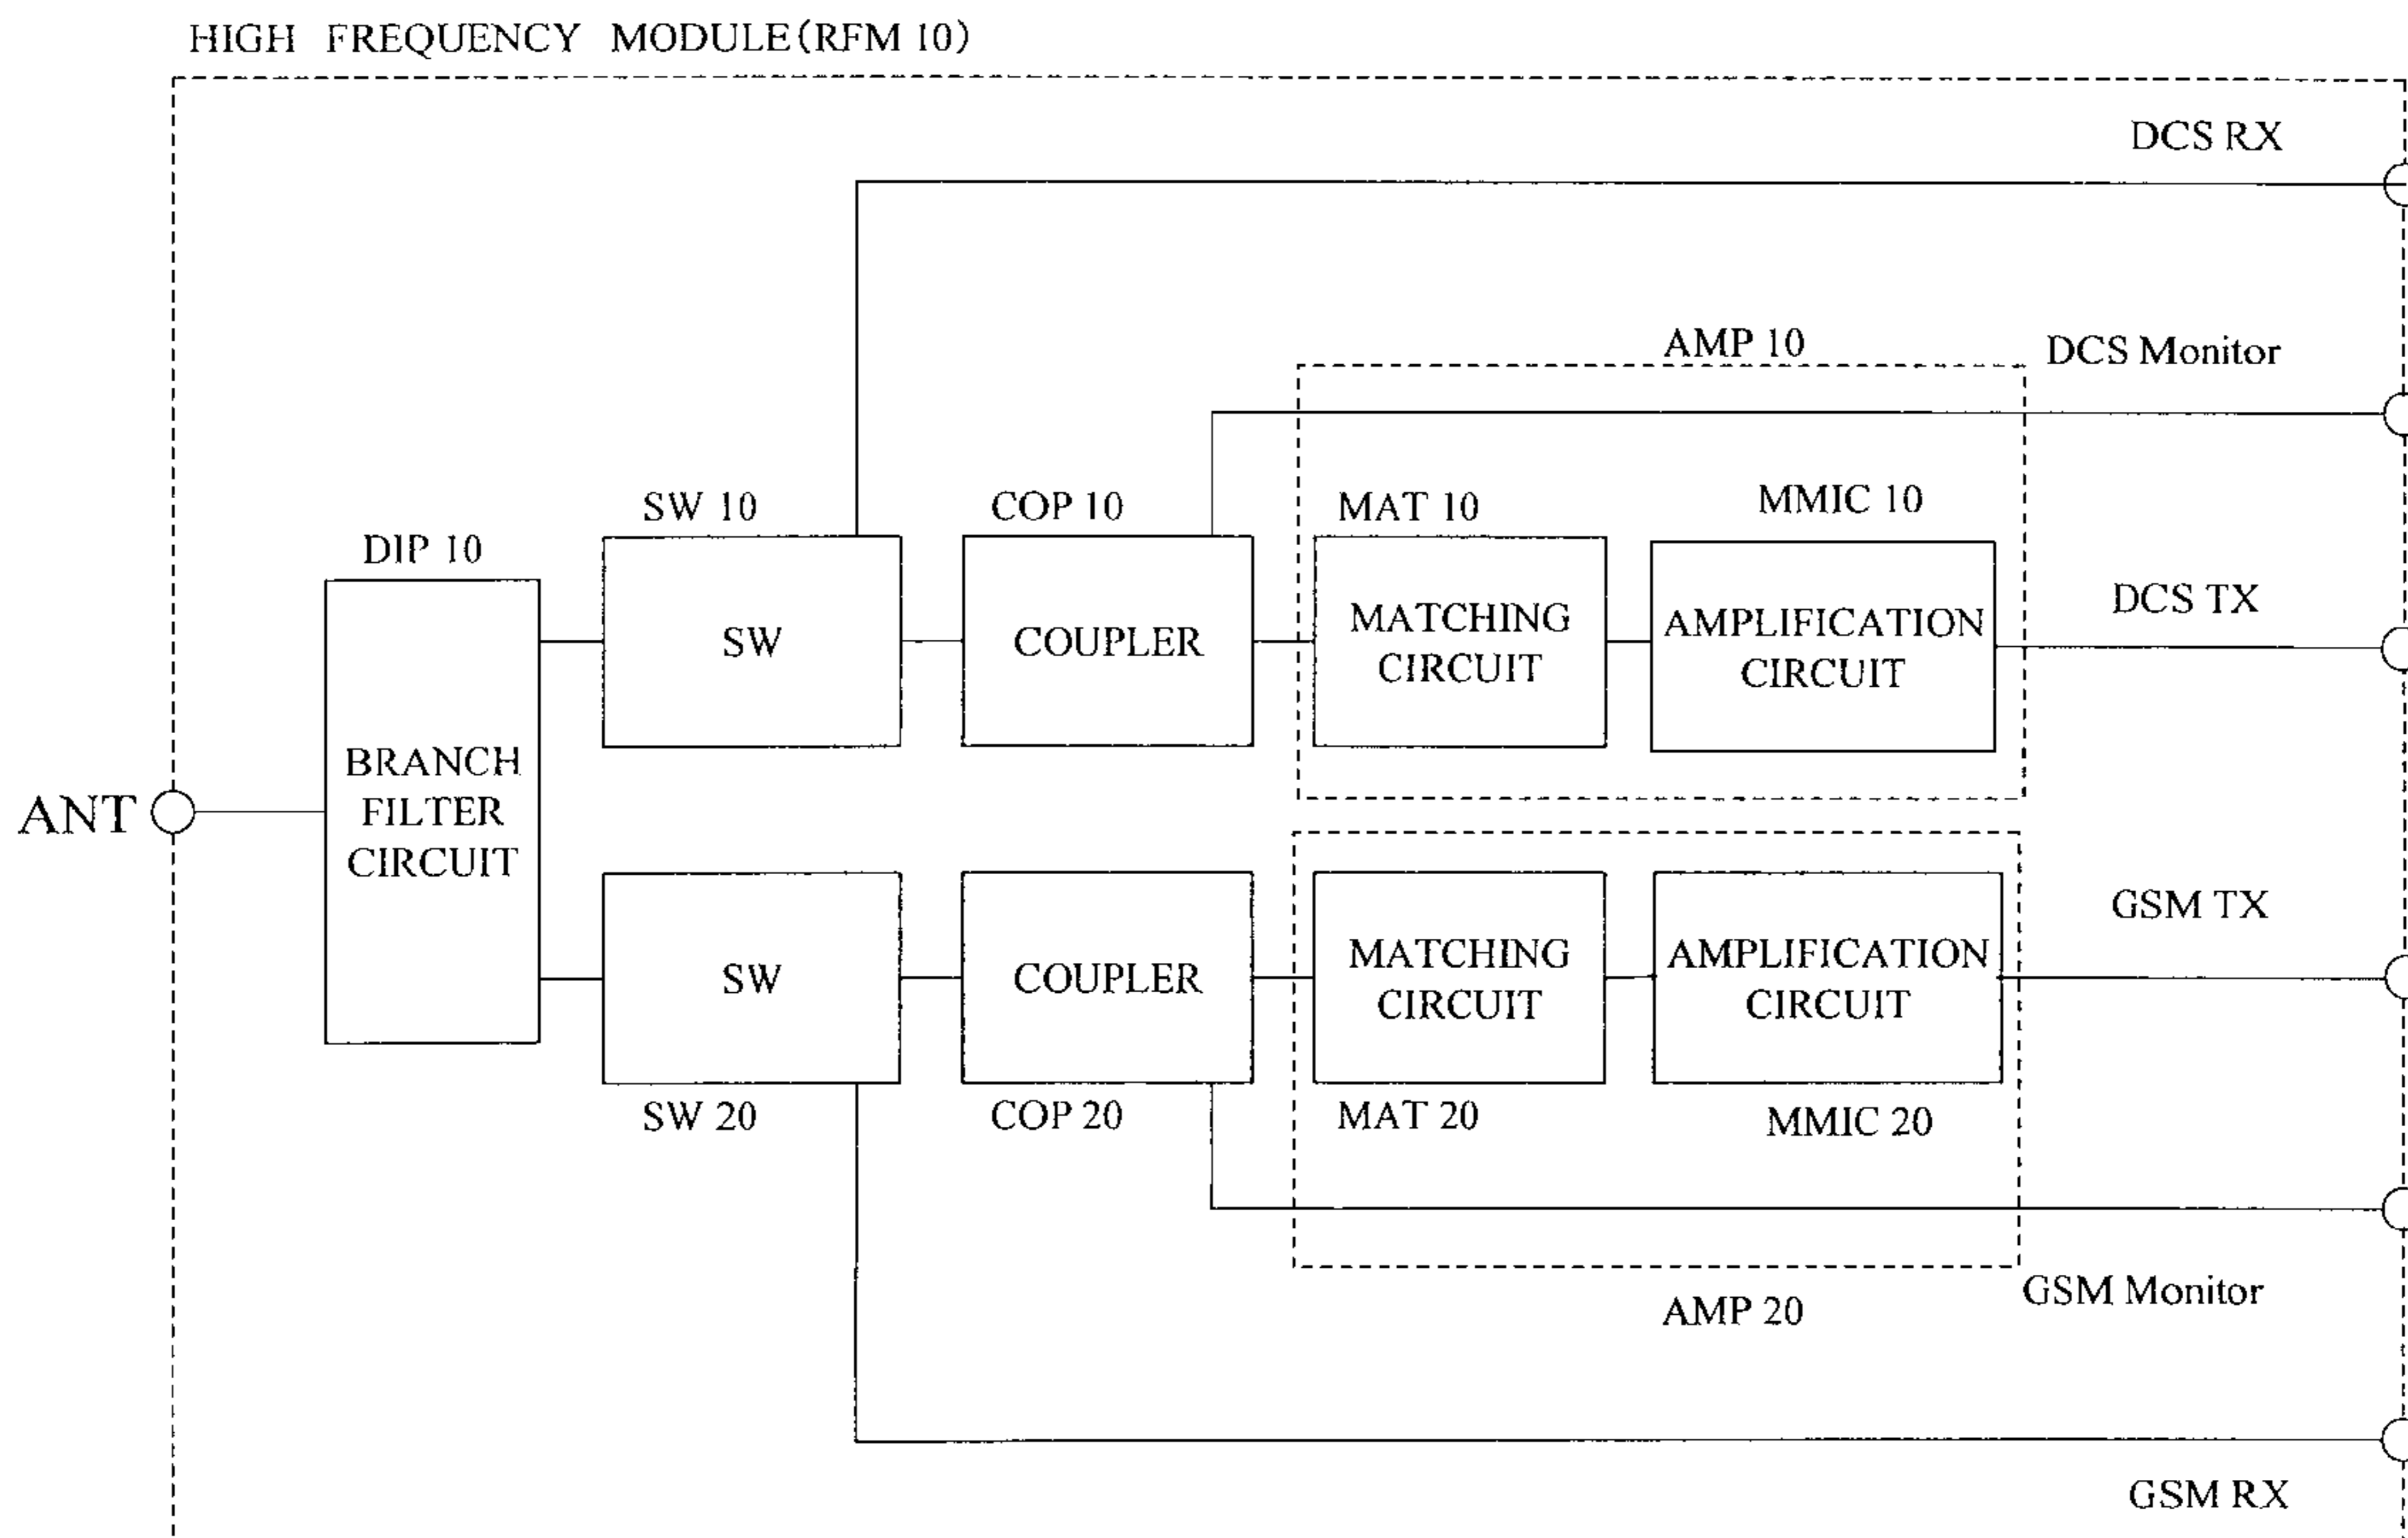 HIGH FREQUENCY MODULE(RFM 10)
DCS RX
AMP 10
DCS Monitor
SW 10
COP 10
MAT 10
MMIC 10
DIP 10
DCS TX
SW
COUPLER
MATCHING
CIRCUIT
AMPLIFICATION
CIRCUIT
ANT
BRANCH
FILTER
CIRCUIT
GSM TX
SW
COUPLER
MATCHING
CIRCUIT
AMPLIFICATION
CIRCUIT
SW 20
COP 20
MAT 20
MMIC 20
AMP 20
GSM Monitor
GSM RX